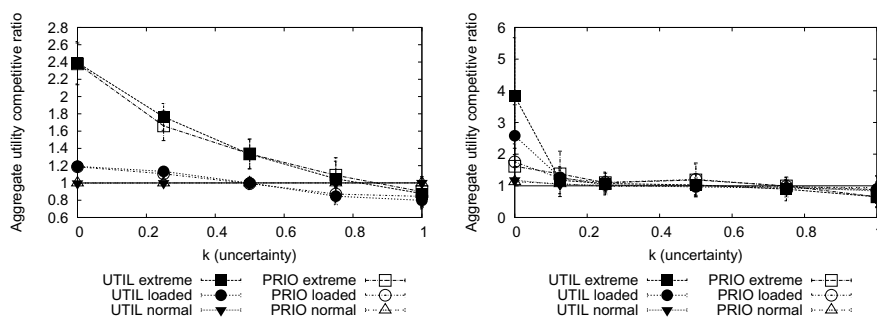 Aggregate utility competitive ratio
2.8
2.6
2.4
2.2
2
1.8
1.6
1.4
1.2
1
0.8
0.6
0 0.2 0.4 0.6 0.8 1
k (uncertainty)
UTIL extreme PRIO extreme
UTIL loaded PRIO loaded
UTIL normal PRIO normal
Aggregate utility competitive ratio
6
5
4
3
2
1
0
0 0.2 0.4 0.6 0.8 1
k (uncertainty)
UTIL extreme PRIO extreme
UTIL loaded PRIO loaded
UTIL normal PRIO normal